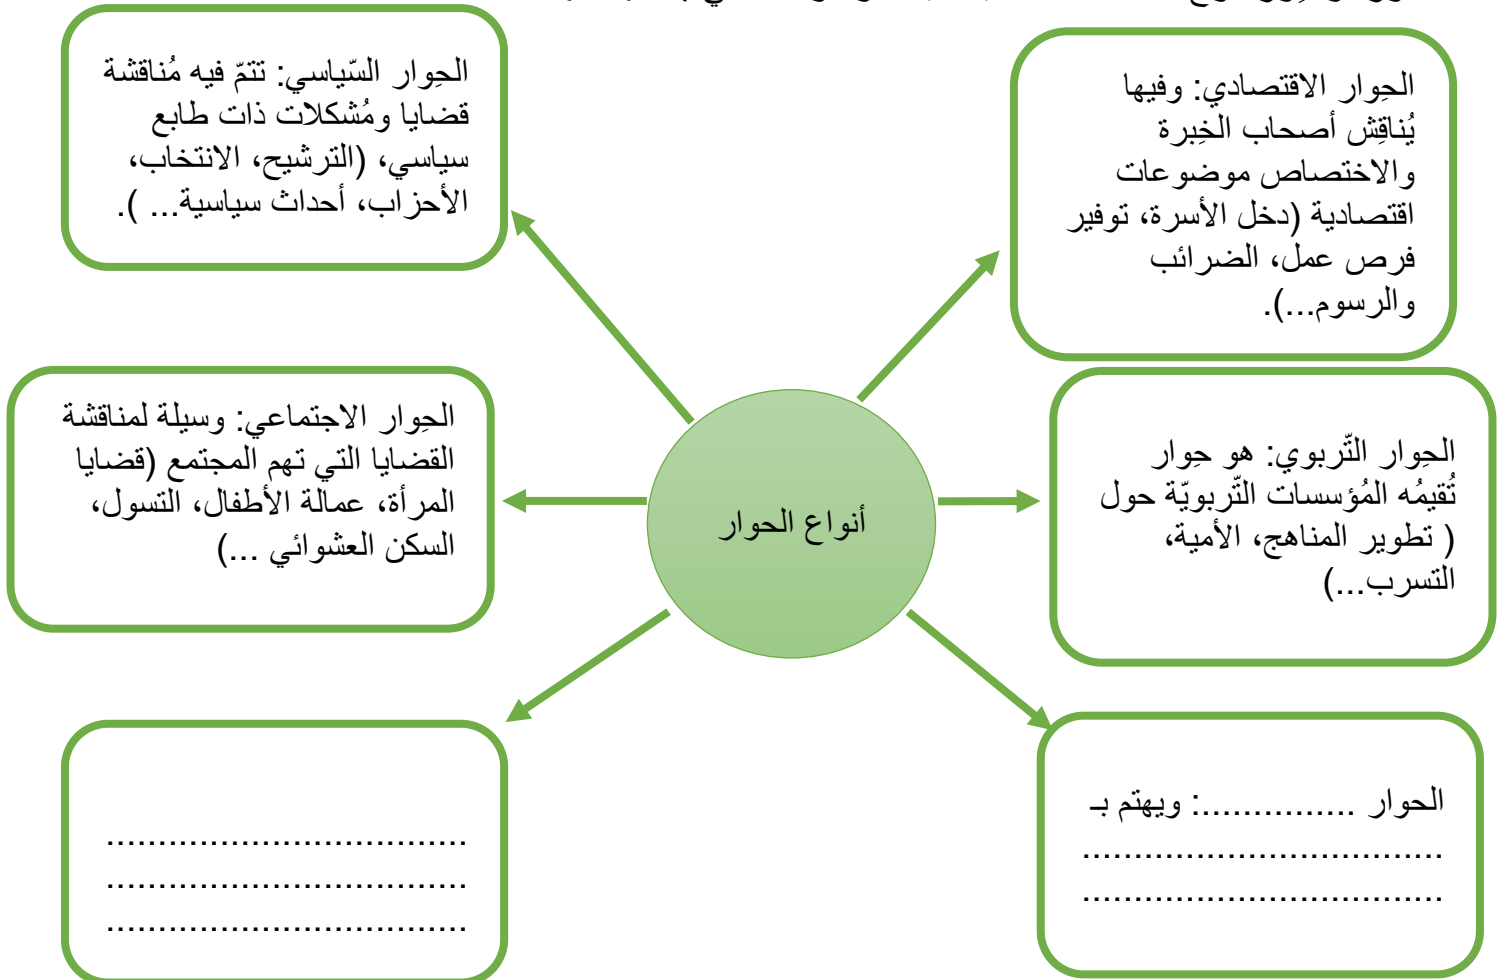 الحِوار الاقتصادي: وفيها
يُناقِش أصحاب الخِبرة
والاختصاص موضوعات
اقتصادية (دخل الأسرة، توفير
فرص عمل، الضرائب
والرسوم...).
الحِوار السّياسي: تتمّ فيه مُناقشة
قضايا ومُشكلات ذات طابع
سياسي، (الترشيح، الانتخاب،
الأحزاب، أحداث سياسية... ).
الحِوار التّربوي: هو حِوار
تُقيمُه المُؤسسات التّربويّة حول
( تطوير المناهج، الأمية،
التسرب...)
أنواع الحوار
الحِوار الاجتماعي: وسيلة لمناقشة
القضايا التي تهم المجتمع (قضايا
المرأة، عمالة الأطفال، التسول،
السكن العشوائي ...)
الحوار ...............: ويهتم بـ
...................................
...................................
...................................
...................................
...................................